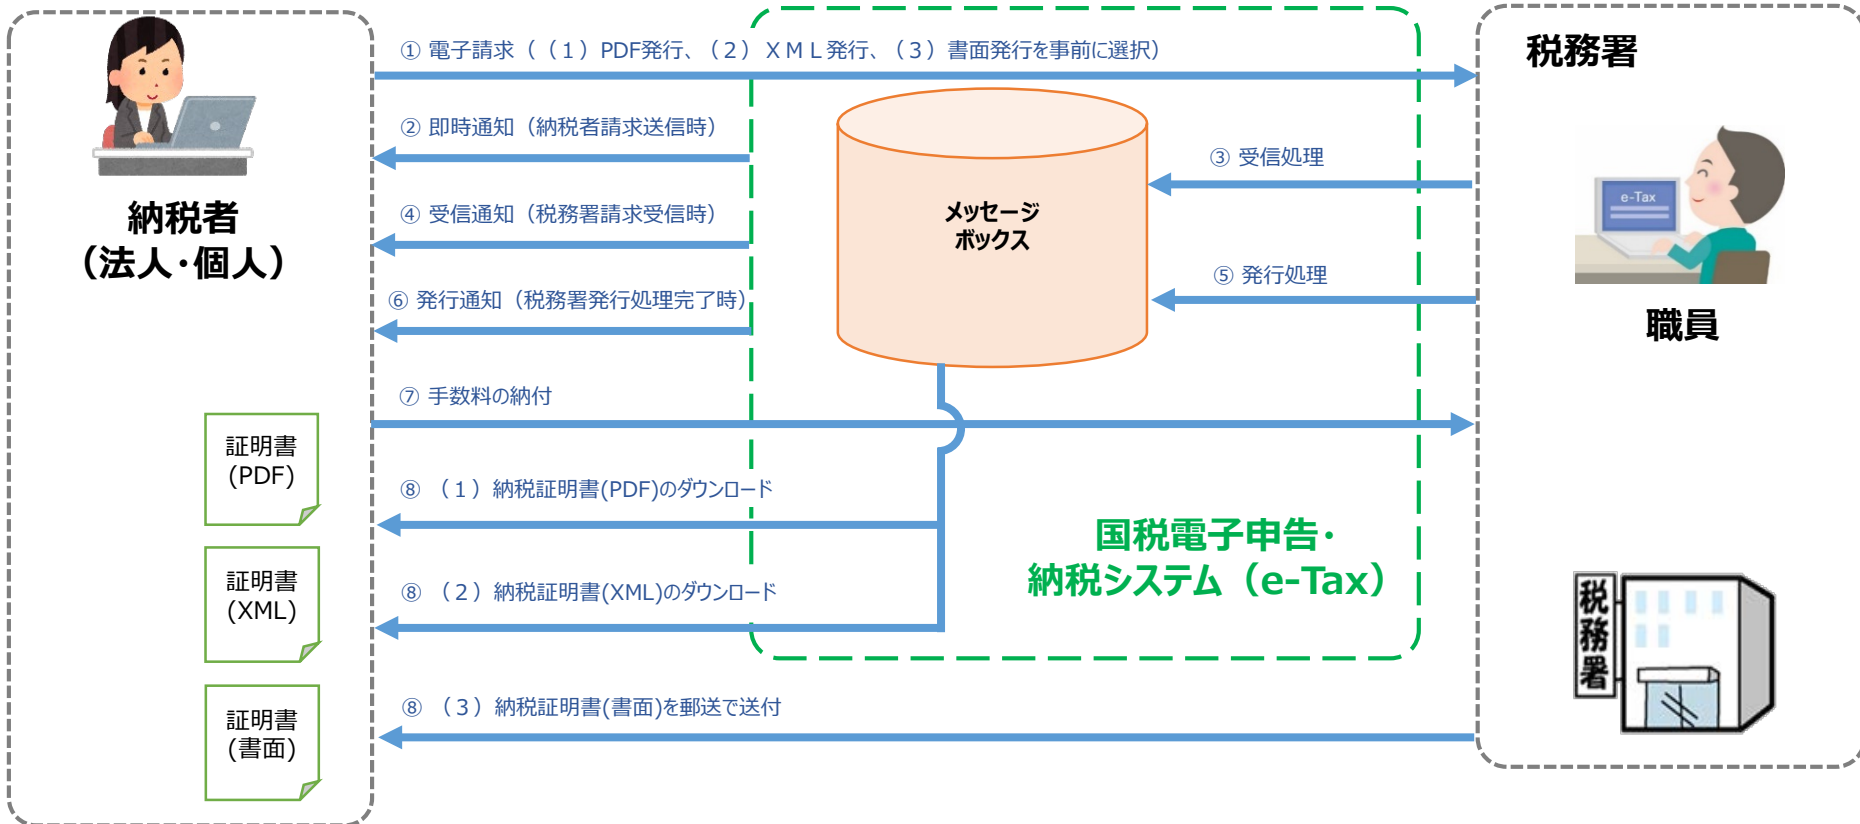 ① 電子請求（（１）PDF発行、（２）ＸＭＬ発行、（３）書面発行を事前に選択）
税務署
② 即時通知（納税者請求送信時）
③ 受信処理
納税者
（法人・個人）
④ 受信通知（税務署請求受信時）
メッセージ
ボックス
e-Tax
⑤ 発行処理
⑥ 発行通知（税務署発行処理完了時）
職員
⑦ 手数料の納付
証明書
(PDF)
⑧ （１）納税証明書(PDF)のダウンロード
国税電子申告・
納税システム（e-Tax）
証明書
(XML)
⑧ （２）納税証明書(XML)のダウンロード
税務署
証明書
(書面)
⑧ （３）納税証明書(書面)を郵送で送付